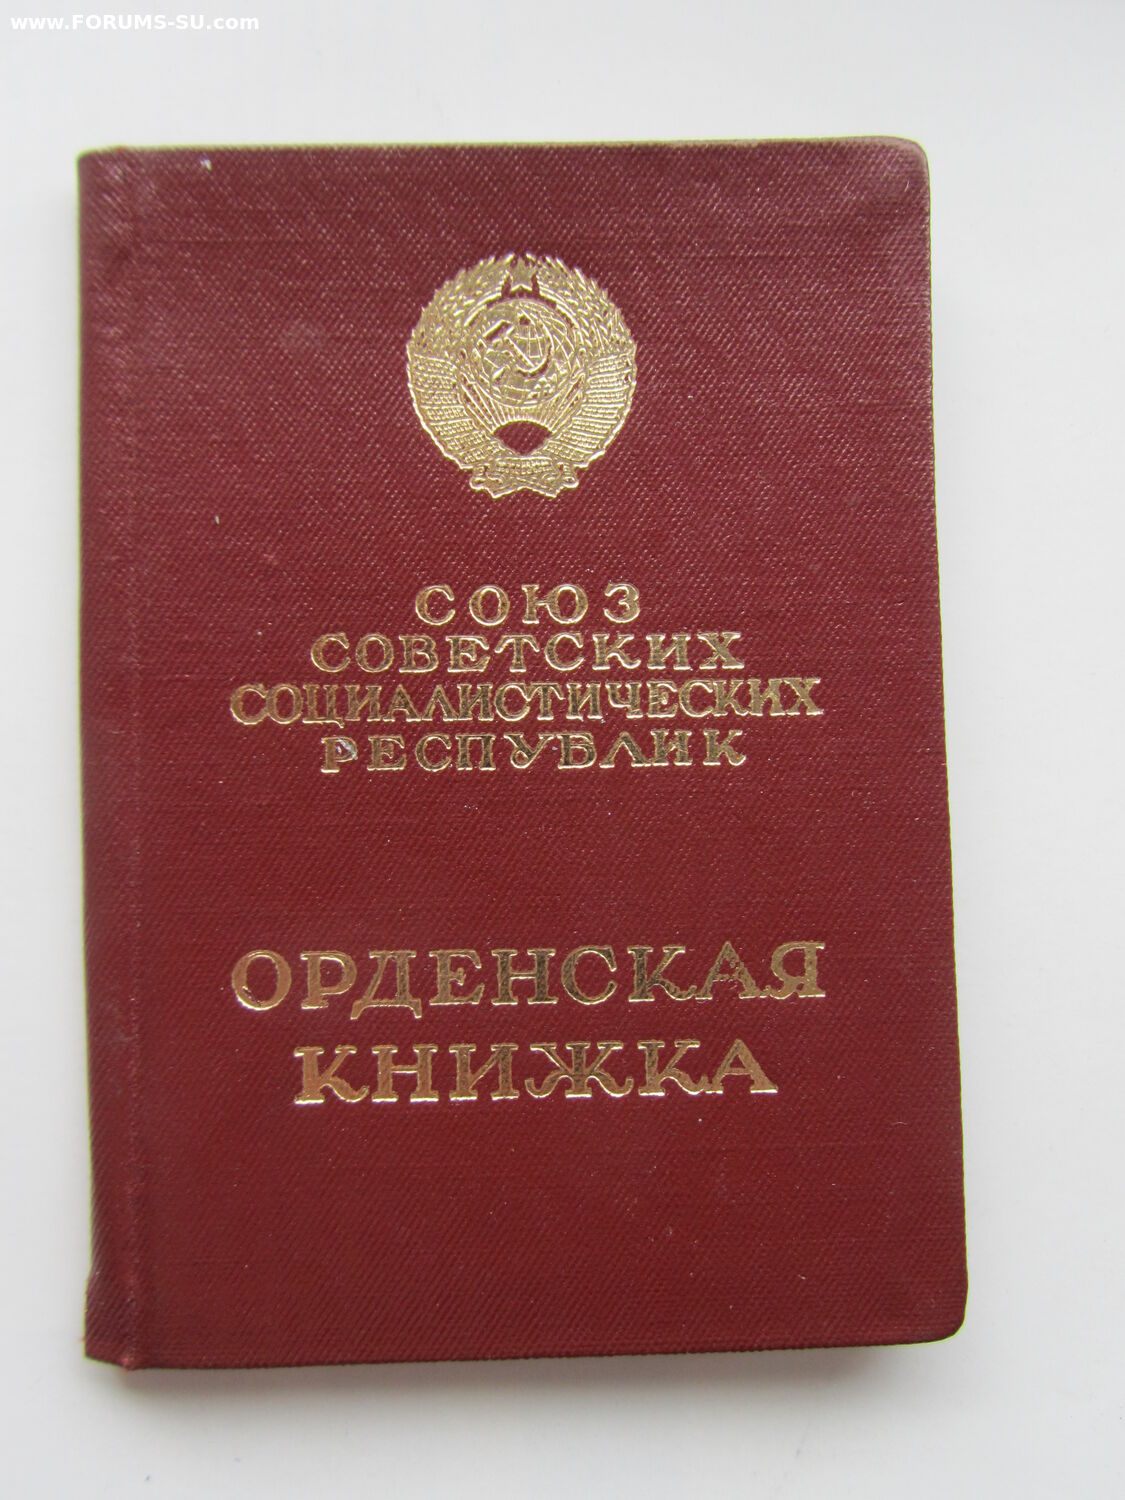 www.FORUMS-SU.com
СОЮЗ
СОВЕТСКИХ
СОЦИАЛИСТИЧЕСКИХ
РЕСПУБЛИК
ОРДЕНСКАЯ
КНИЖКА